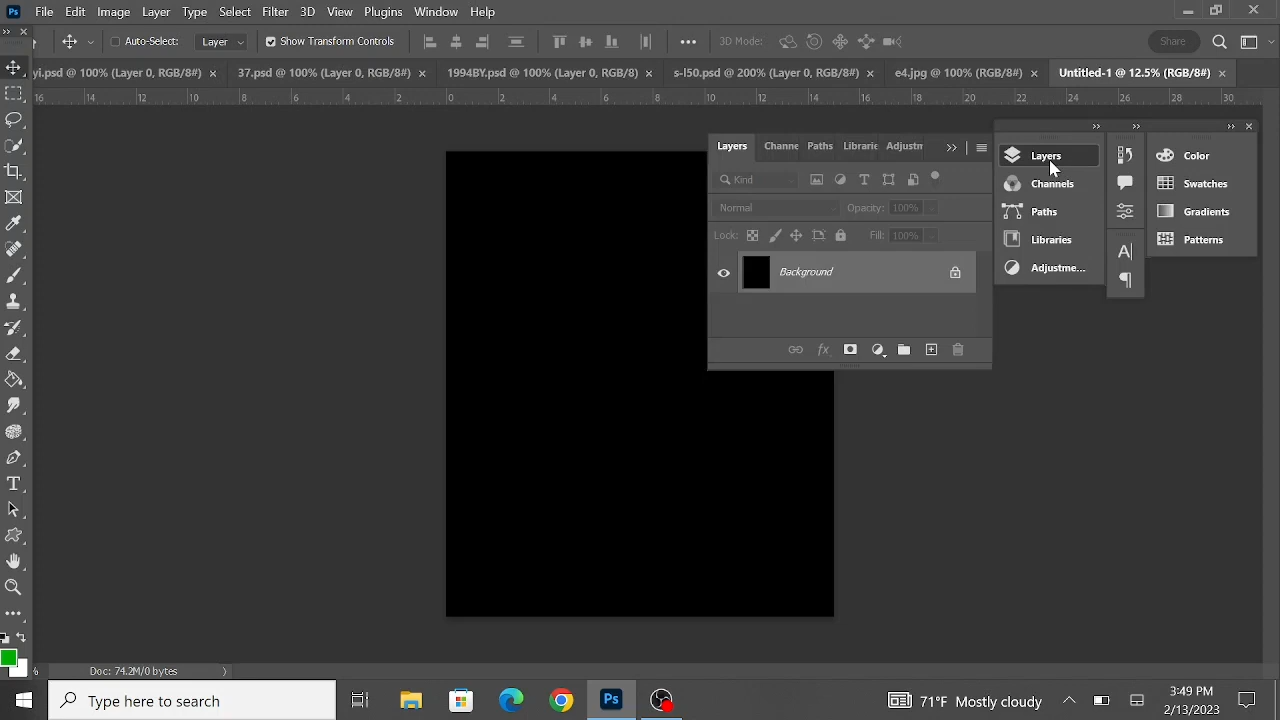 Ps File Edit Image Layer Type Select Filter 3D View Plugins Window Help
Auto-Select: Layer Show Transform Controls 3D Mode: Share
yi.psd @ 100% (Layer 0, RGB/8#) × 37.psd @ 100% (Layer 0, RGB/8#) × 1994BY.psd @ 100% (Layer 0, RGB/8) × s-l50.psd @ 200% (Layer 0, RGB/8#) × e4.jpg @ 100% (RGB/8#) × Untitled-1 @ 12.5% (RGB/8#) ×
16 14 12 10 8 6 4 2 0 2 4 6 8 10 12 14 16 18 20 22 24 26 28 30
Layers Channe Paths Librarie Adjustm
Kind
Normal Opacity: 100%
Lock: Fill: 100%
Background
fx
Layers
Channels
Paths
Libraries
Adjustme...
A
Color
Swatches
Gradients
Patterns
% Doc: 74.2M/0 bytes
Type here to search
Ps
71°F Mostly cloudy
3:49 PM
2/13/2023